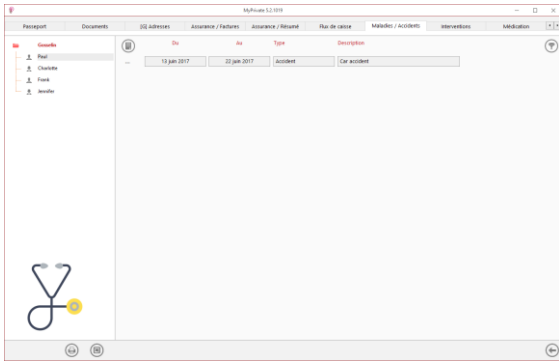 MyPrivate 3.2.1019
Passeport Documents [G] Adresses Assurance / Factures Assurance / Résumé Flux de caisse Maladies / Accidents Interventions Médication
Du Au Type Description
13 juin 2017 22 juin 2017 Accident Car accident
Paul
Charlotte
Frank
Jennifer